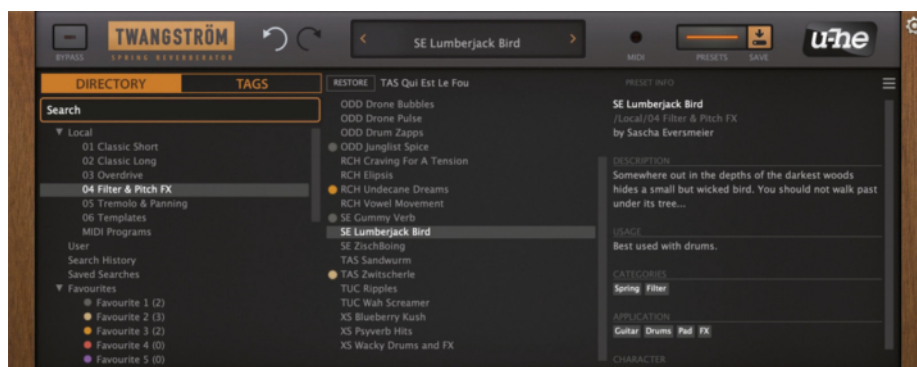 TWANGSTRÖM
SPRING REVERBERATOR
BYPASS
SE Lumberjack Bird
MIDI
PRESETS
SAVE
u-he
DIRECTORY
TAGS
RESTORE
TAS Qui Est Le Fou
PRESET INFO
Search
▼ Local
01 Classic Short
02 Classic Long
03 Overdrive
04 Filter & Pitch FX
05 Tremolo & Panning
06 Templates
MIDI Programs
User
Search History
Saved Searches
▼ Favourites
Favourite 1 (2)
Favourite 2 (3)
Favourite 3 (2)
Favourite 4 (0)
Favourite 5 (0)
ODD Drone Bubbles
ODD Drone Pulse
ODD Drum Zapps
ODD Junglist Spice
RCH Craving For A Tension
RCH Elipsis
RCH Undecane Dreams
RCH Vowel Movement
SE Gummy Verb
SE Lumberjack Bird
SE ZischBoing
TAS Sandwurm
TAS Zwitscherle
TUC Ripples
TUC Wah Screamer
XS Blueberry Kush
XS Psyverb Hits
XS Wacky Drums and FX
SE Lumberjack Bird
/Local/04 Filter & Pitch FX
by Sascha Eversmeier
DESCRIPTION
Somewhere out in the depths of the darkest woods
hides a small but wicked bird. You should not walk past
under its tree...
USAGE
Best used with drums.
CATEGORIES
Spring Filter
APPLICATION
Guitar Drums Pad FX
CHARACTER